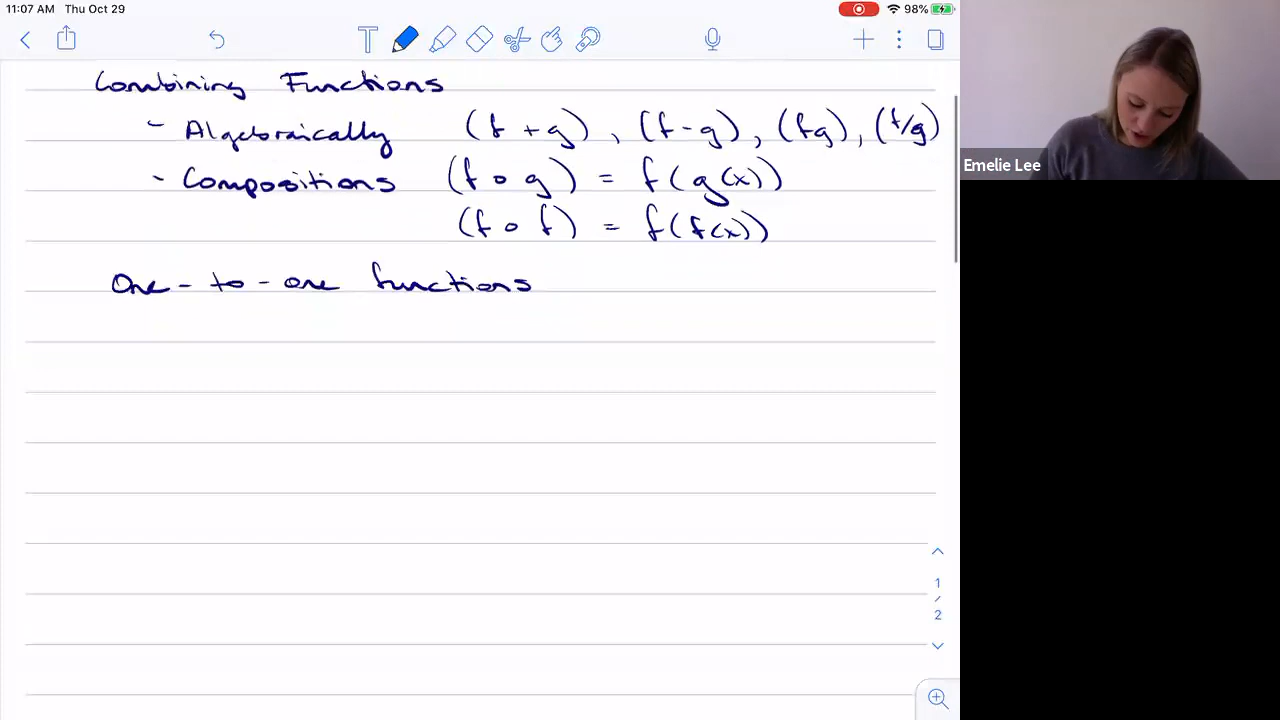 11:07 AM Thu Oct 29 98%
Combining Functions
- Algebraically (f + g), (f - g), (fg), (f/g)
- Compositions (f ∘ g) = f(g(x))
(f ∘ f) = f(f(x))
One-to-one functions
Emelie Lee
1
/
2